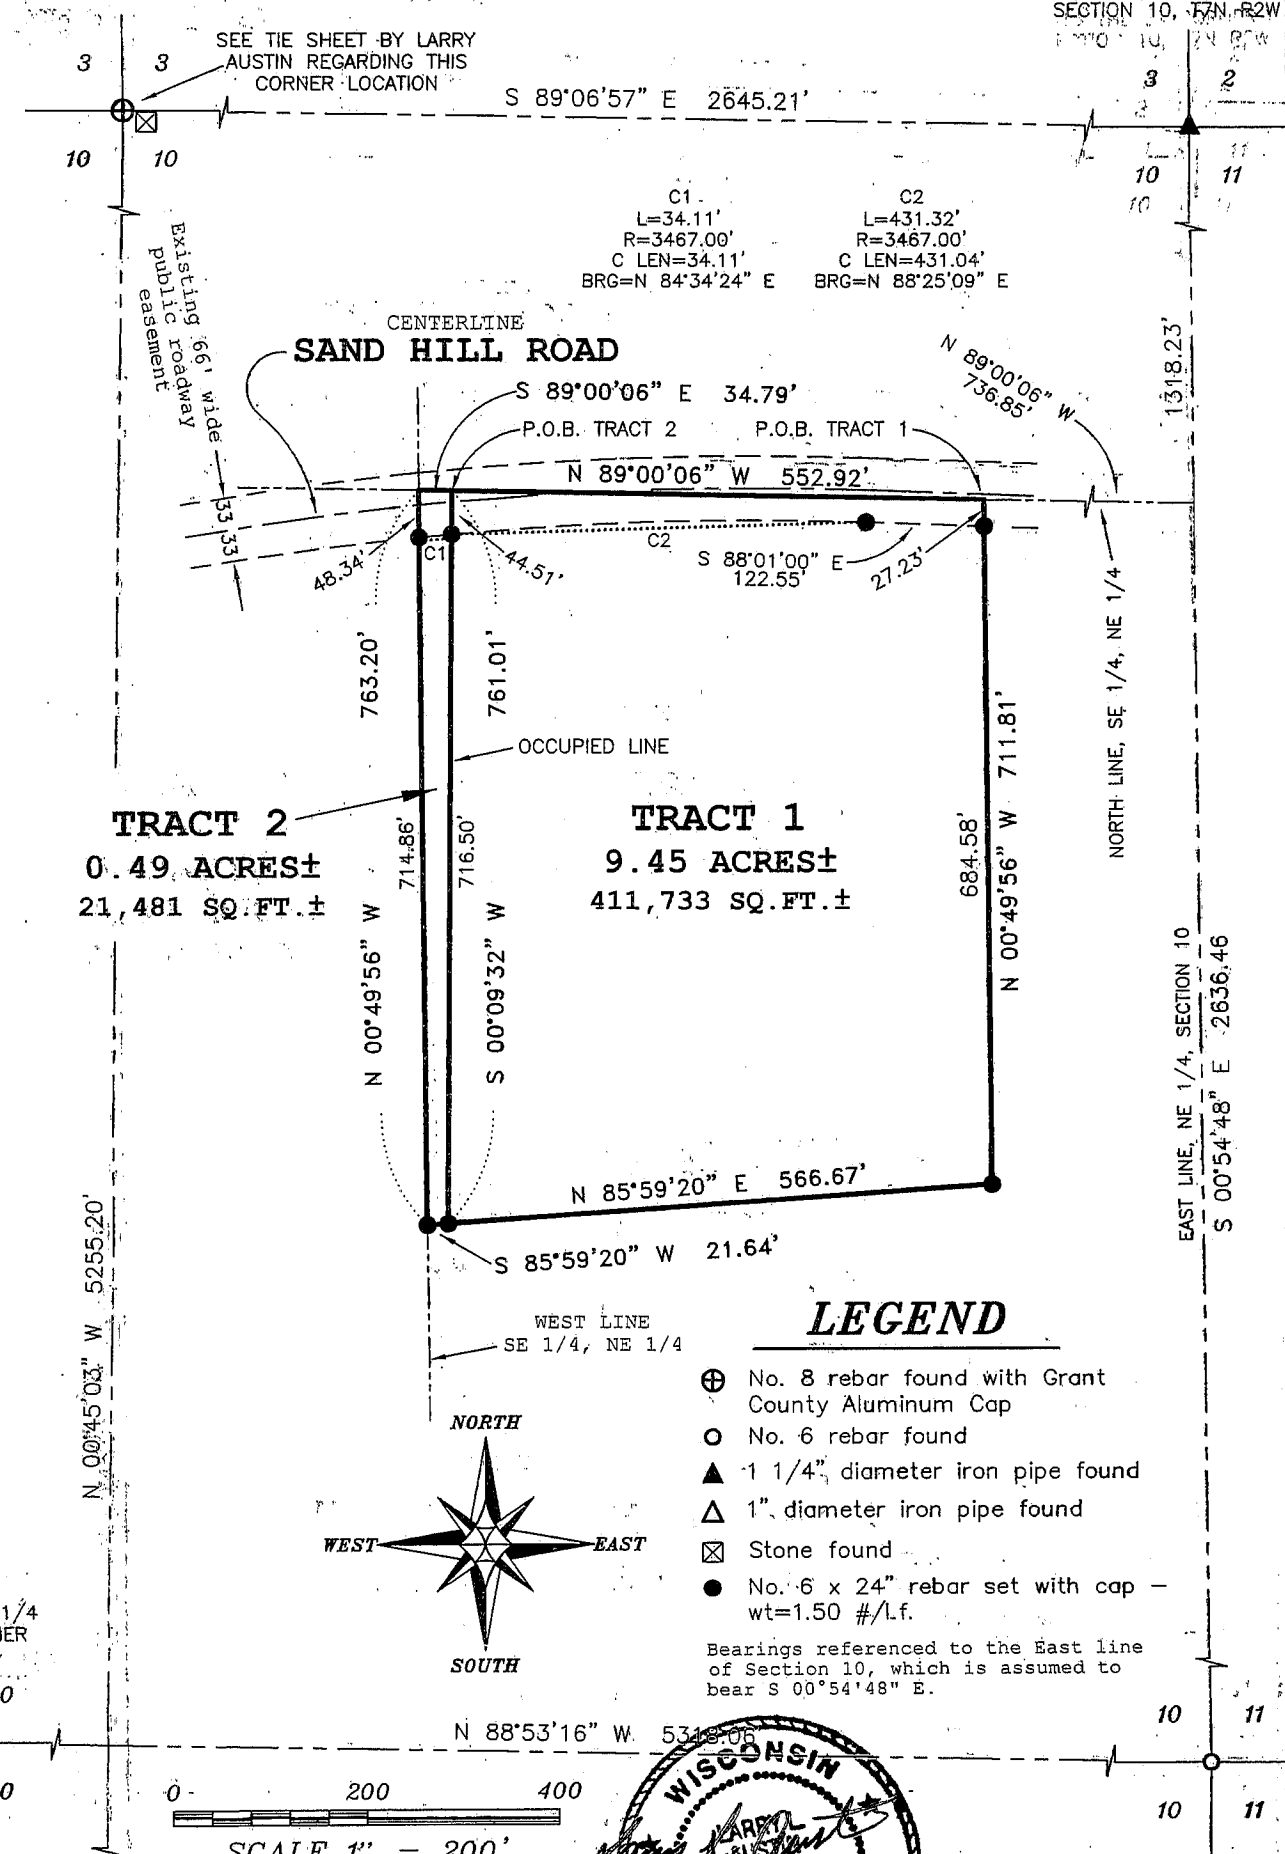 SECTION 10, T7N R2W
SEE TIE SHEET BY LARRY
AUSTIN REGARDING THIS
CORNER LOCATION
3
3
10
10
S 89°06'57" E 2645.21'
3
2
10
11
C1
L=34.11'
R=3467.00'
C LEN=34.11'
BRG=N 84°34'24" E
C2
L=431.32'
R=3467.00'
C LEN=431.04'
BRG=N 88°25'09" E
Existing 66' wide
public roadway
easement
CENTERLINE
SAND HILL ROAD
S 89°00'06" E 34.79'
P.O.B. TRACT 2
P.O.B. TRACT 1
N 89°00'06" W 552.92'
N 89°00'06" W
736.85'
1318.23'
33
33
48.34'
C1
44.51'
C2
S 88°01'00" E
122.55'
27.23'
763.20'
761.01'
OCCUPIED LINE
711.81'
NORTH LINE, SE 1/4, NE 1/4
TRACT 2
0.49 ACRES±
21,481 SQ.FT.±
714.86'
716.50'
TRACT 1
9.45 ACRES±
411,733 SQ.FT.±
684.58'
N 00°49'56" W
N 00°49'56" W
S 00°09'32" W
EAST LINE, NE 1/4, SECTION 10
S 00°54'48" E 2636.46
N 85°59'20" E 566.67'
S 85°59'20" W 21.64'
N 00°45'03" W 5255.20'
WEST LINE
SE 1/4, NE 1/4
LEGEND
No. 8 rebar found with Grant
County Aluminum Cap
No. 6 rebar found
1 1/4" diameter iron pipe found
1" diameter iron pipe found
Stone found
No. 6 x 24" rebar set with cap –
wt=1.50 #/Lf.
Bearings referenced to the East line
of Section 10, which is assumed to
bear S 00°54'48" E.
NORTH
WEST
EAST
SOUTH
1/4
0
N 88°53'16" W 5318.06
10
11
10
11
0
0 200 400
SCALE 1" = 200'
WISCONSIN
LARRY L